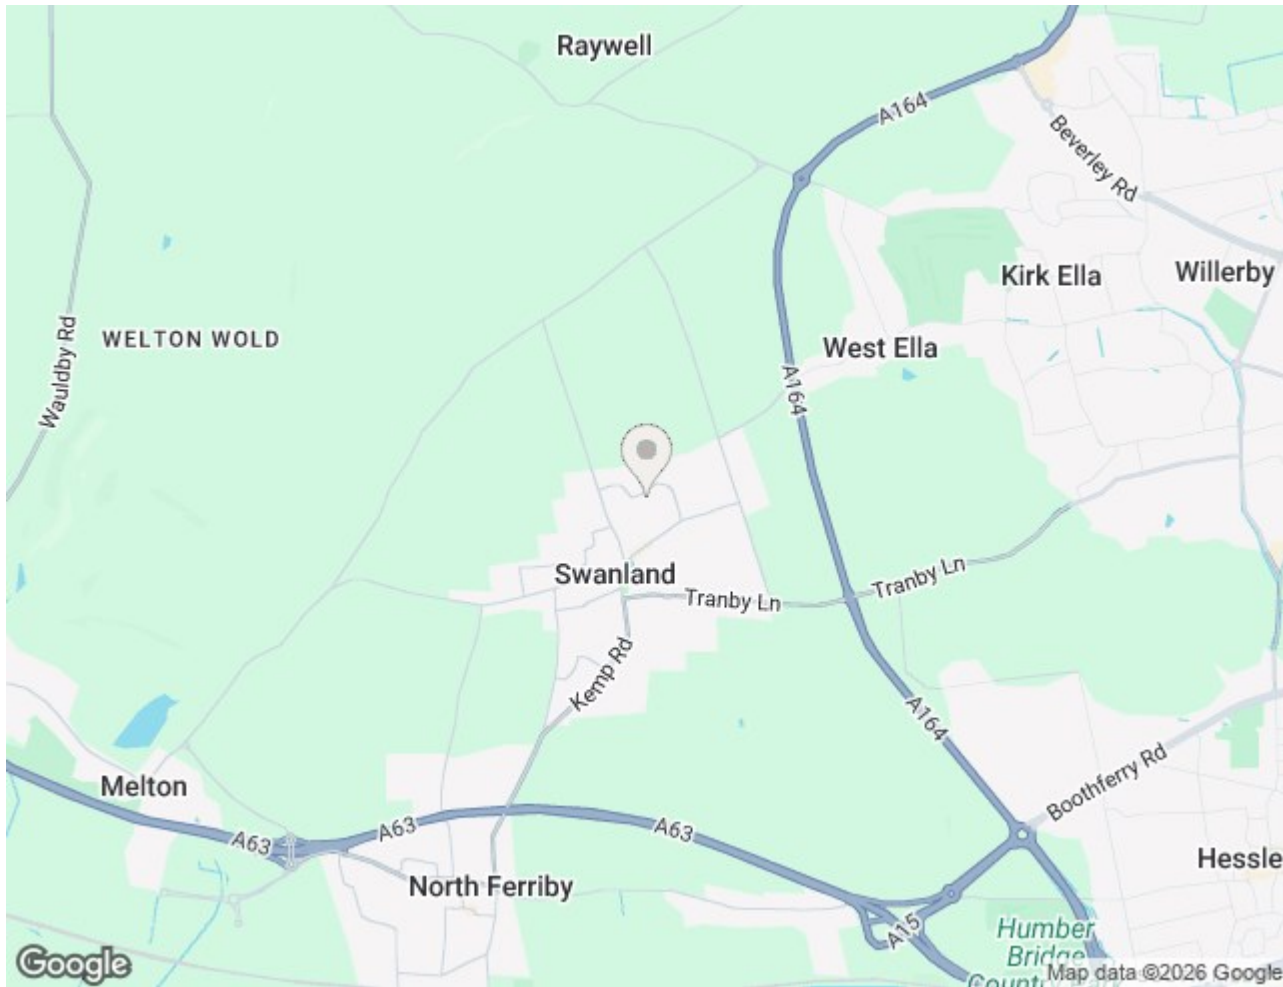 Raywell
A164
Beverley Rd
Kirk Ella
Willerby
Wauldby Rd
WELTON WOLD
West Ella
A164
Swanland
Tranby Ln
Tranby Ln
Kemp Rd
A164
Melton
Boothferry Rd
A63
A63
A63
Hessle
North Ferriby
A15
Humber
Bridge
Google
Map data ©2026 Google